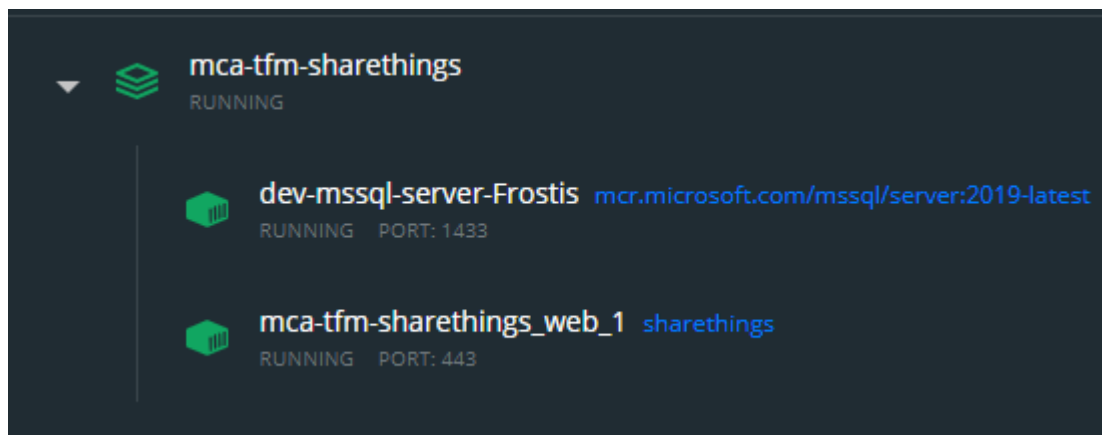 mca-tfm-sharethings
RUNNING
dev-mssql-server-Frostis mcr.microsoft.com/mssql/server:2019-latest
RUNNING PORT: 1433
mca-tfm-sharethings_web_1 sharethings
RUNNING PORT: 443